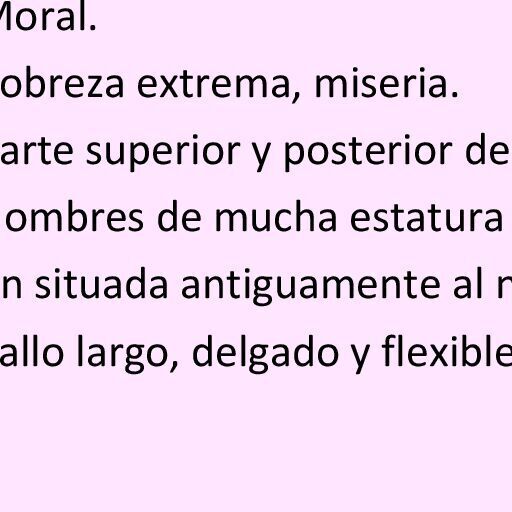 Moral.
obreza extrema, miseria.
arte superior y posterior de
ombres de mucha estatura
n situada antiguamente al
allo largo, delgado y flexible